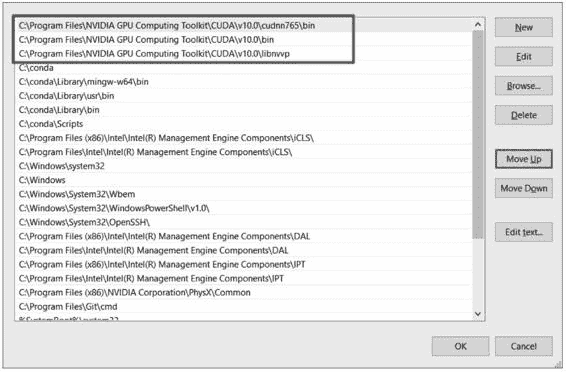 C:\Program Files\NVIDIA GPU Computing Toolkit\CUDA\v10.0\cudnn765\bin
C:\Program Files\NVIDIA GPU Computing Toolkit\CUDA\v10.0\bin
C:\Program Files\NVIDIA GPU Computing Toolkit\CUDA\v10.0\libnvvp
C:\conda
C:\conda\Library\mingw-w64\bin
C:\conda\Library\usr\bin
C:\conda\Library\bin
C:\conda\Scripts
C:\Program Files (x86)\Intel\Intel(R) Management Engine Components\iCLS\
C:\Program Files\Intel\Intel(R) Management Engine Components\iCLS\
C:\Windows\system32
C:\Windows
C:\Windows\System32\Wbem
C:\Windows\System32\WindowsPowerShell\v1.0\
C:\Windows\System32\OpenSSH\
C:\Program Files (x86)\Intel\Intel(R) Management Engine Components\DAL
C:\Program Files\Intel\Intel(R) Management Engine Components\DAL
C:\Program Files (x86)\Intel\Intel(R) Management Engine Components\IPT
C:\Program Files\Intel\Intel(R) Management Engine Components\IPT
C:\Program Files (x86)\NVIDIA Corporation\PhysX\Common
C:\Program Files\Git\cmd
%SystemRoot%\system32
New
Edit
Browse...
Delete
Move Up
Move Down
Edit text...
OK
Cancel